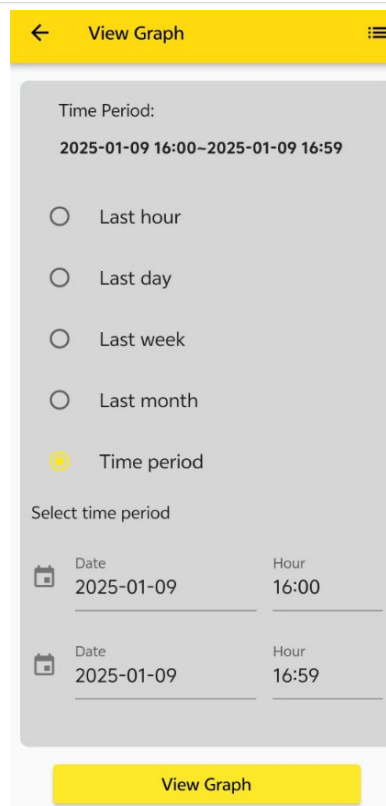 View Graph
Time Period:
2025-01-09 16:00~2025-01-09 16:59
Last hour
Last day
Last week
Last month
Time period
Select time period
Date Hour
2025-01-09 16:00
Date Hour
2025-01-09 16:59
View Graph